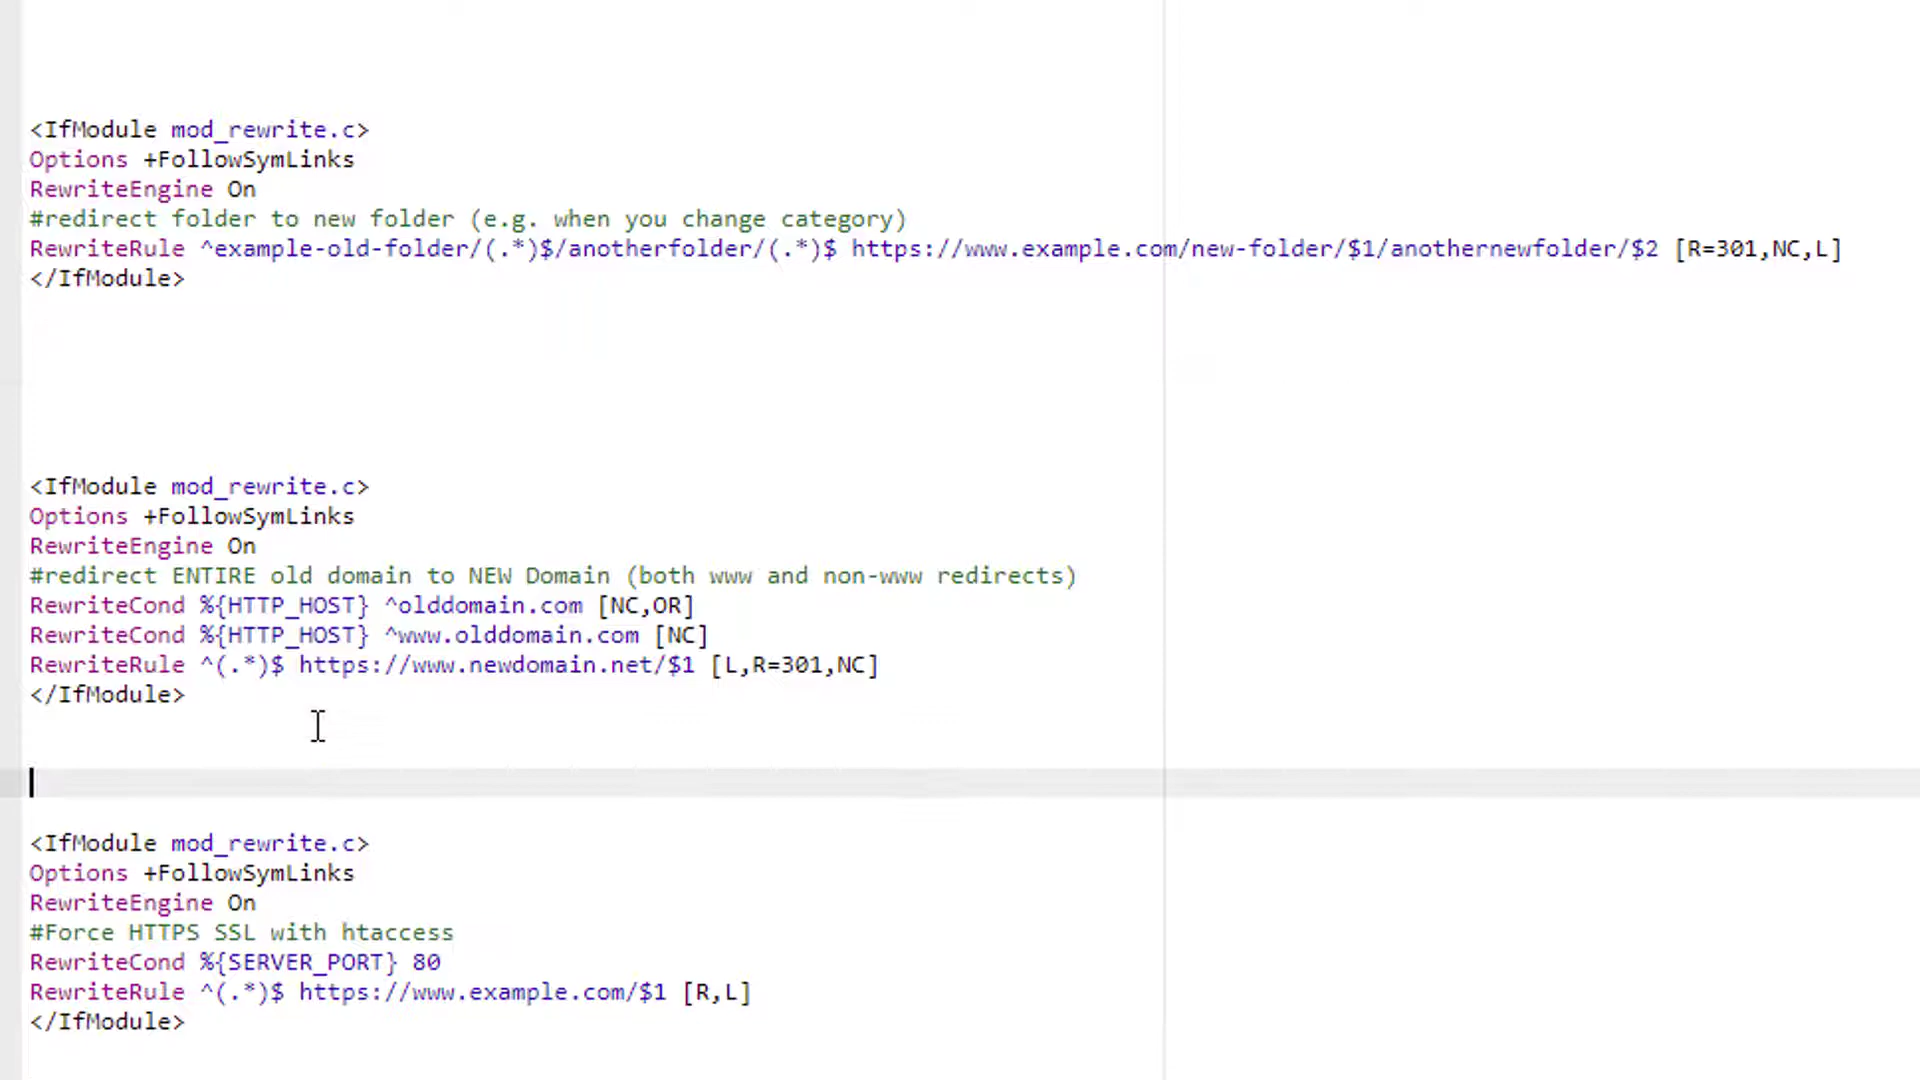 <IfModule mod_rewrite.c>
Options +FollowSymLinks
RewriteEngine On
#redirect folder to new folder (e.g. when you change category)
RewriteRule ^example-old-folder/(.*)$/anotherfolder/(.*)$ https://www.example.com/new-folder/$1/anothernewfolder/$2 [R=301,NC,L]
</IfModule>
<IfModule mod_rewrite.c>
Options +FollowSymLinks
RewriteEngine On
#redirect ENTIRE old domain to NEW Domain (both www and non-www redirects)
RewriteCond %{HTTP_HOST} ^olddomain.com [NC,OR]
RewriteCond %{HTTP_HOST} ^www.olddomain.com [NC]
RewriteRule ^(.*)$ https://www.newdomain.net/$1 [L,R=301,NC]
</IfModule>
<IfModule mod_rewrite.c>
Options +FollowSymLinks
RewriteEngine On
#Force HTTPS SSL with htaccess
RewriteCond %{SERVER_PORT} 80
RewriteRule ^(.*)$ https://www.example.com/$1 [R,L]
</IfModule>